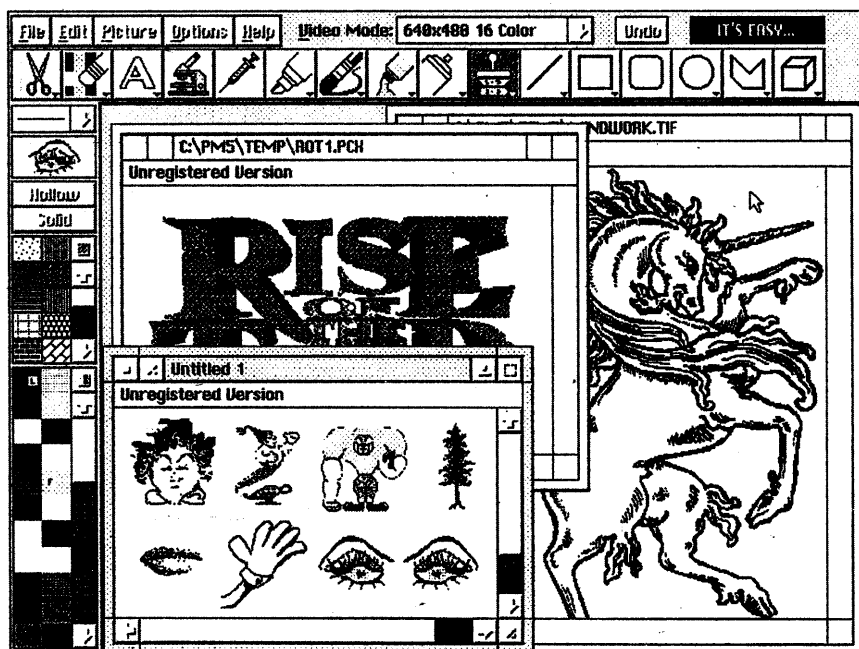 File Edit Picture Options Help Video Mode: 640x480 16 Color Undo IT'S EASY...
NDWORK.TIF
C:\PM5\TEMP\ROT1.PCX
Unregistered Version
Hollow
Solid
RISE
OF
Untitled 1
Unregistered Version